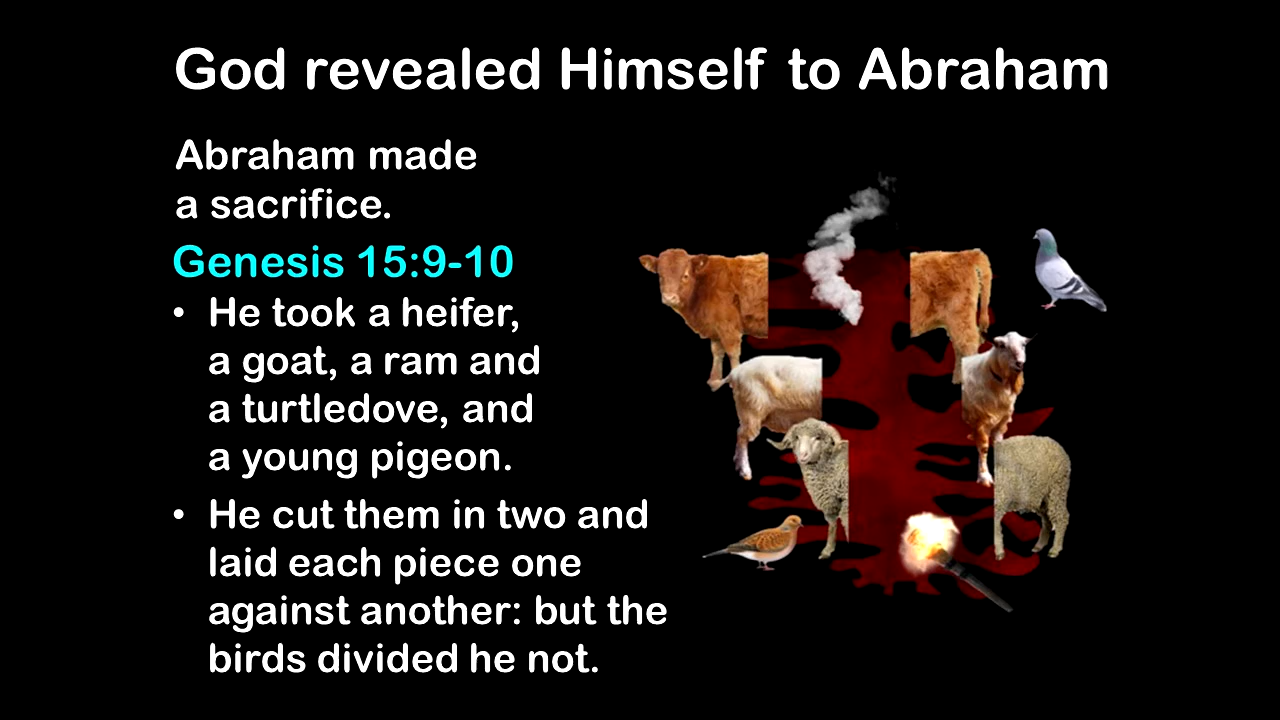 God revealed Himself to Abraham
Abraham made
a sacrifice.
Genesis 15:9-10
• He took a heifer,
a goat, a ram and
a turtledove, and
a young pigeon.
• He cut them in two and
laid each piece one
against another: but the
birds divided he not.